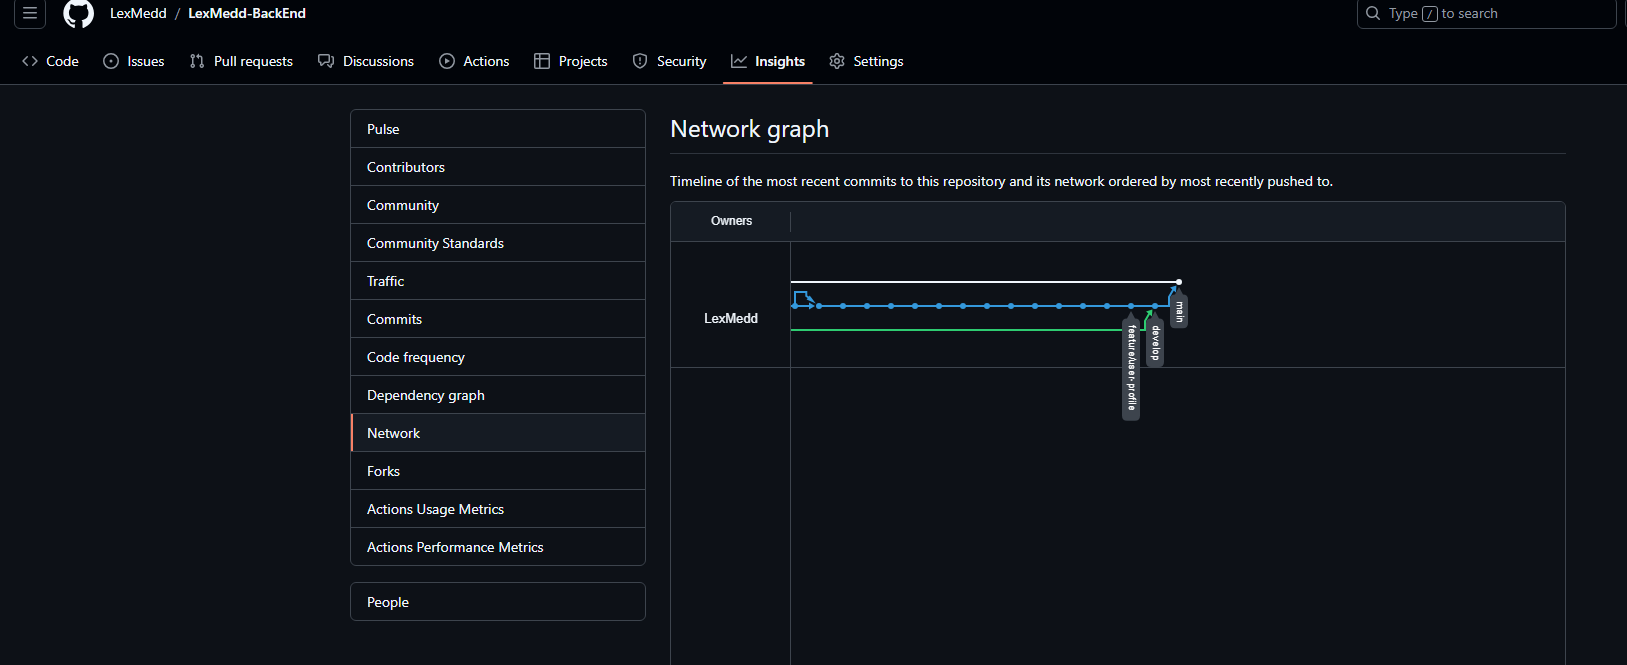 LexMedd / LexMedd-BackEnd
Type / to search
Code Issues Pull requests Discussions Actions Projects Security Insights Settings
Pulse
Contributors
Community
Community Standards
Traffic
Commits
Code frequency
Dependency graph
Network
Forks
Actions Usage Metrics
Actions Performance Metrics
People
Network graph
Timeline of the most recent commits to this repository and its network ordered by most recently pushed to.
Owners
LexMedd
main
develop
feature/user-profile